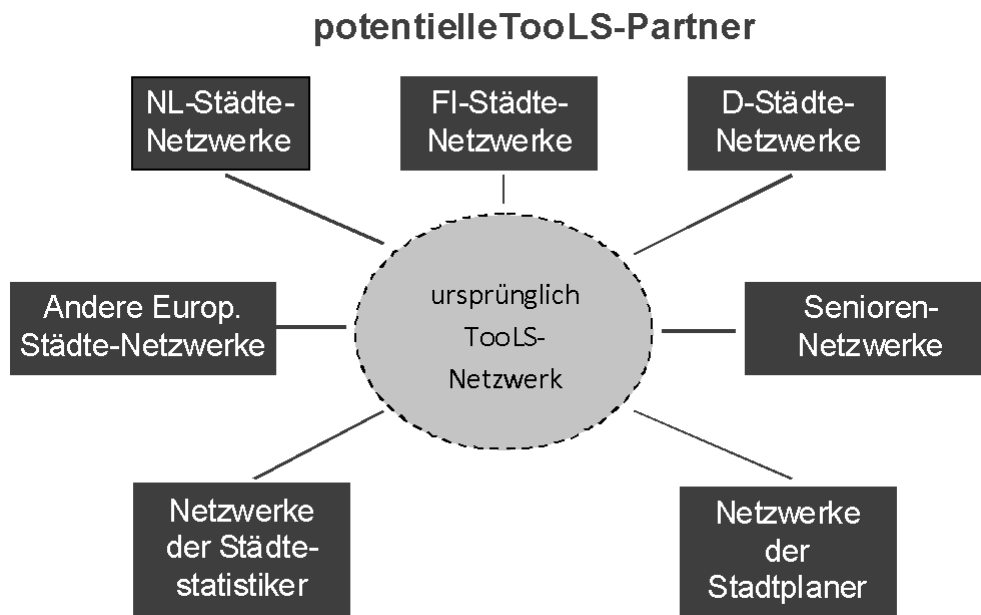 potentielleTooLS-Partner
NL-Städte-
Netzwerke
FI-Städte-
Netzwerke
D-Städte-
Netzwerke
Andere Europ.
Städte-Netzwerke
ursprünglich
TooLS-
Netzwerk
Senioren-
Netzwerke
Netzwerke
der Städte-
statistiker
Netzwerke
der
Stadtplaner